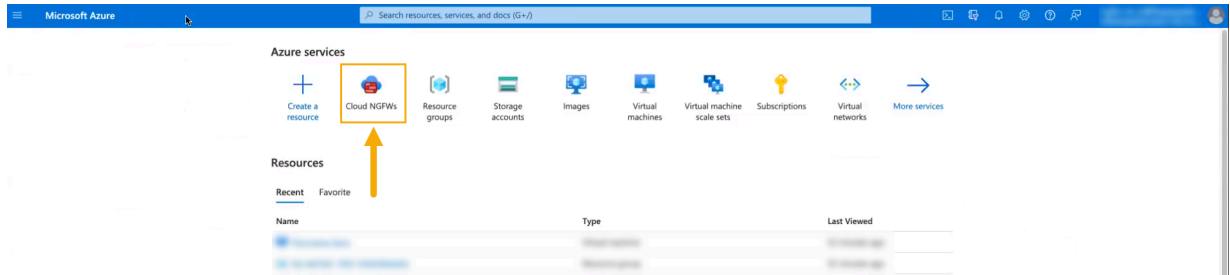 Microsoft Azure
Search resources, services, and docs (G+/)
Azure services
Create a
resource
Cloud NGFWs
Resource
groups
Storage
accounts
Images
Virtual
machines
Virtual machine
scale sets
Subscriptions
Virtual
networks
More services
Resources
Recent Favorite
Name Type Last Viewed